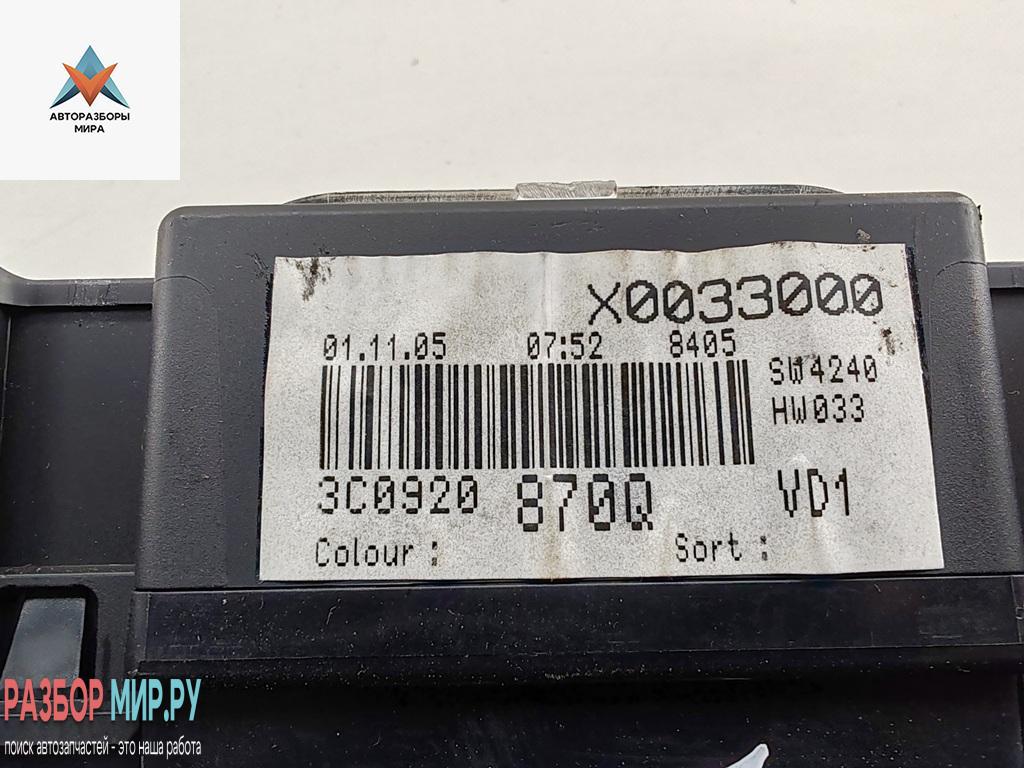 АВТОРАЗБОРЫ
МИРА
X0033000
01.11.05 07:52 8405
SW4240
HW033
3C0920 870Q VD1
Colour : Sort :
РАЗБОР МИР.РУ
поиск автозапчастей - это наша работа